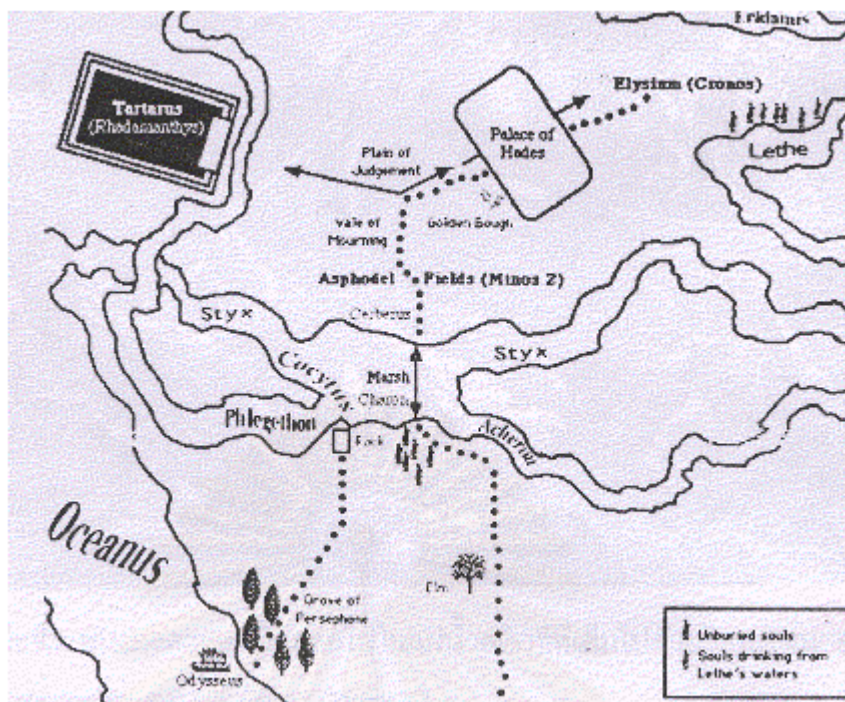 Eridanus
Elysium (Cronos)
Tartarus
(Rhadamanthys)
Palace of
Hades
Lethe
Plain of
Judgement
Vale of
Mourning
Golden Bough
Asphodel Fields (Minos 2)
Styx
Cerberus
Styx
Cocytus
Marsh
Charon
Phlegethon
Rock
Acheron
Oceanus
Elm
Grove of
Persephone
Odysseus
Unburied souls
Souls drinking from
Lethe's waters